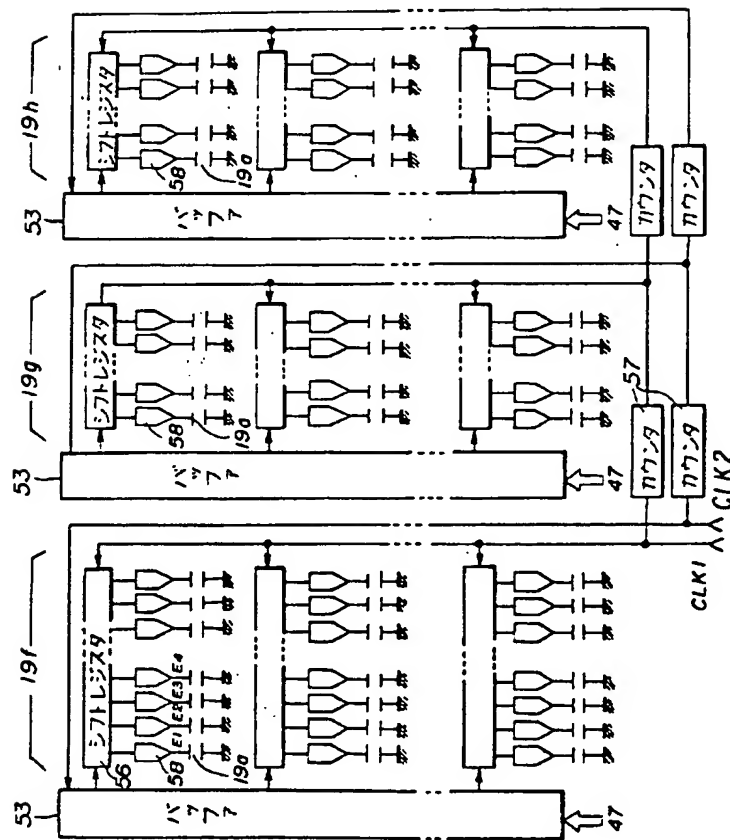 19f
19g
19h
53
シフトレジスタ
56
58
E1 E2 E3 E4
19a
バッファ
47
53
シフトレジスタ
58
19a
バッファ
47
53
シフトレジスタ
58
19a
バッファ
47
カウンタ
カウンタ
57
カウンタ
カウンタ
CLK1
CLK2